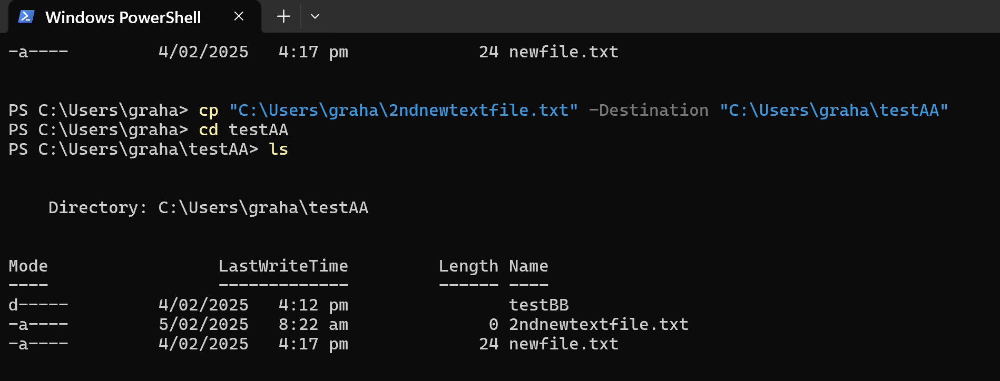 Windows PowerShell
-a----         4/02/2025   4:17 pm             24 newfile.txt
PS C:\Users\graha> cp "C:\Users\graha\2ndnewtextfile.txt" -Destination "C:\Users\graha\testAA"
PS C:\Users\graha> cd testAA
PS C:\Users\graha\testAA> ls
    Directory: C:\Users\graha\testAA
Mode                 LastWriteTime         Length Name
----                 -------------         ------ ----
d-----         4/02/2025   4:12 pm                testBB
-a----         5/02/2025   8:22 am              0 2ndnewtextfile.txt
-a----         4/02/2025   4:17 pm             24 newfile.txt